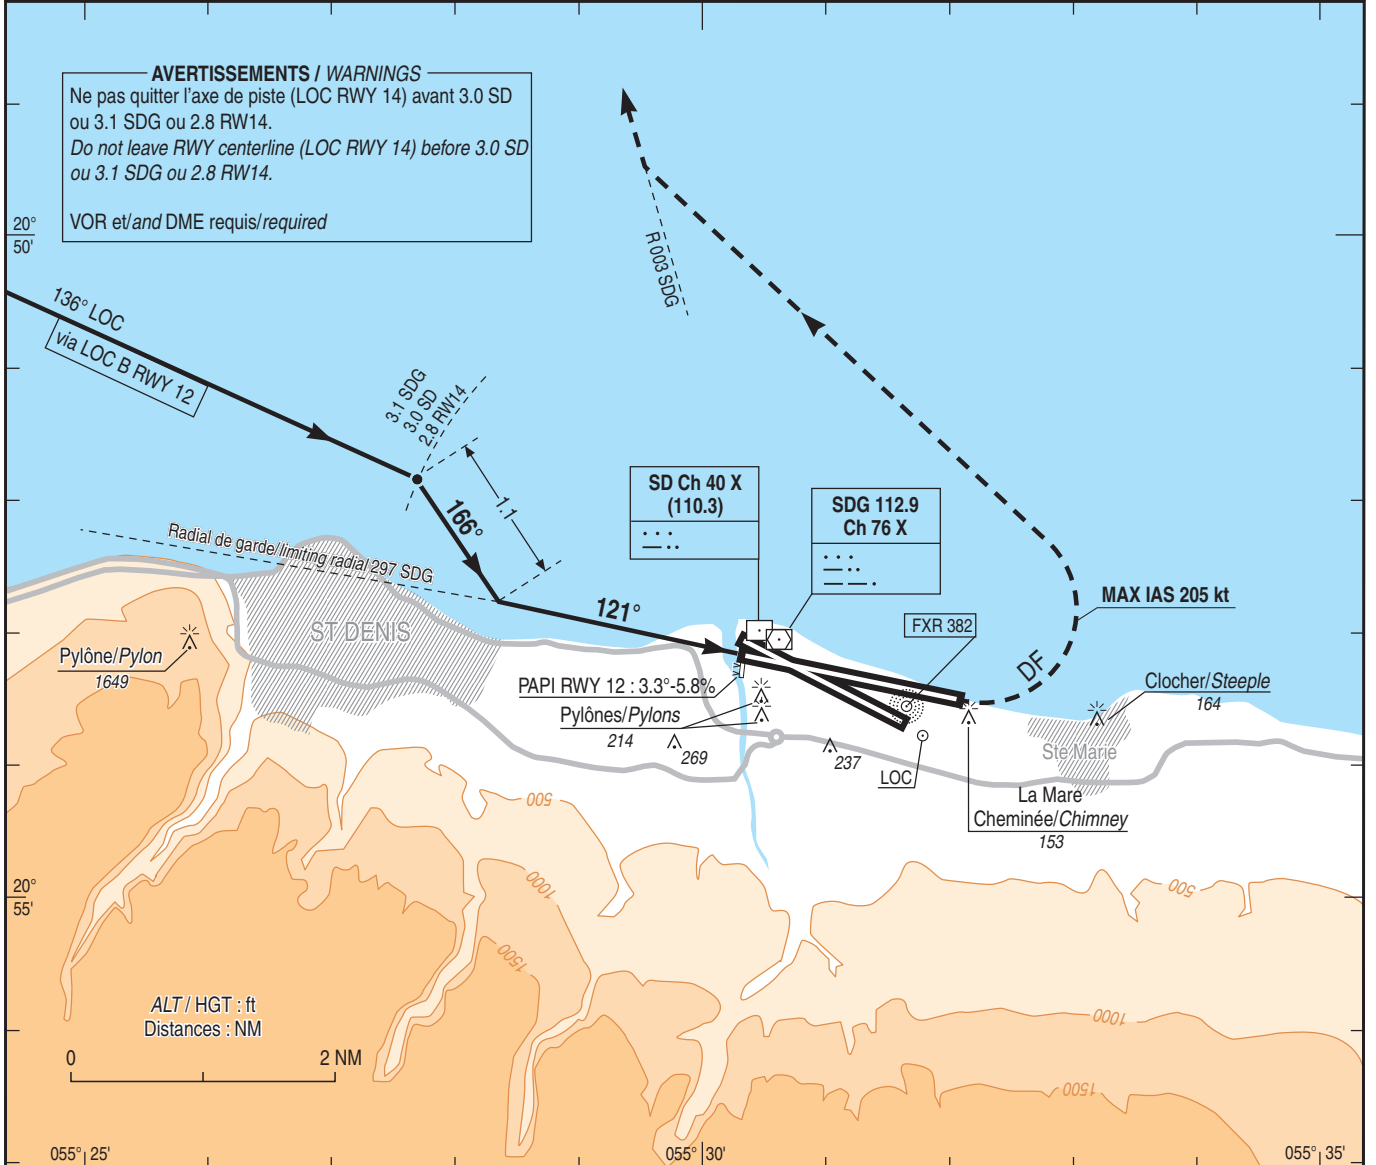 AVERTISSEMENTS / WARNINGS
Ne pas quitter l'axe de piste (LOC RWY 14) avant 3.0 SD
ou 3.1 SDG ou 2.8 RW14.
Do not leave RWY centerline (LOC RWY 14) before 3.0 SD
ou 3.1 SDG ou 2.8 RW14.
VOR et/and DME requis/required
20°
50'
R 003 SDG
136° LOC
via LOC B RWY 12
3.1 SDG
3.0 SD
2.8 RW14
1.1
166°
SD Ch 40 X
(110.3)
SDG 112.9
Ch 76 X
Radial de garde/limiting radial 297 SDG
121°
MAX IAS 205 kt
FXR 382
ST DENIS
DF
Pylône/Pylon
1649
PAPI RWY 12 : 3.3°-5.8%
Clocher/Steeple
164
Pylônes/Pylons
214
269
237
Ste Marie
LOC
La Mare
Cheminée/Chimney
153
500
1000
500
20°
55'
1500
ALT / HGT : ft
Distances : NM
1000
0
2 NM
1500
055° 25'
055° 30'
055° 35'